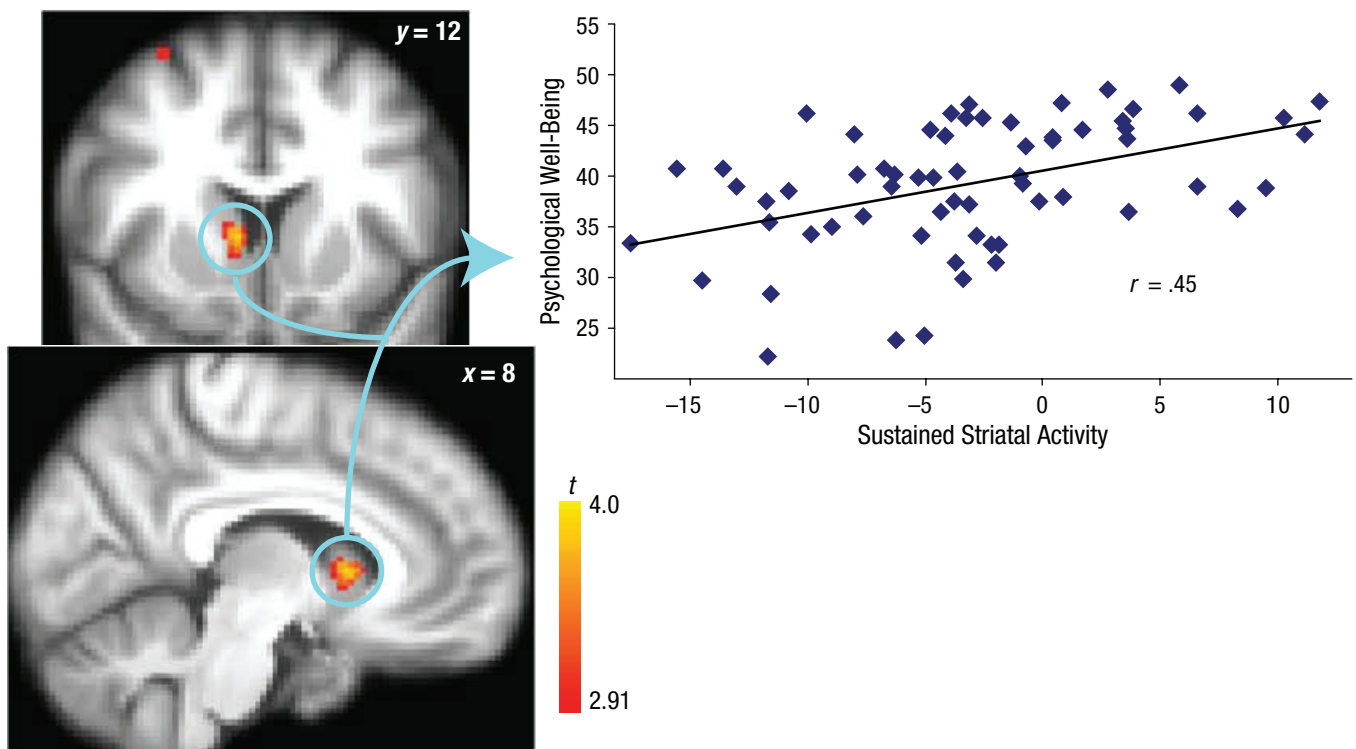 y = 12
x = 8
t
4.0
2.91
Psychological Well-Being
55
50
45
40
35
30
25
r = .45
–15
–10
–5
0
5
10
Sustained Striatal Activity